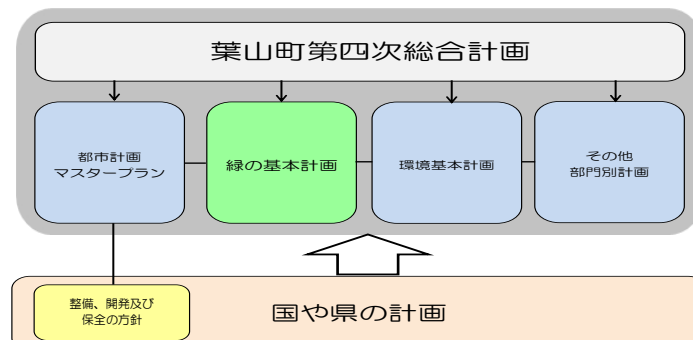 葉山町第四次総合計画
都市計画
マスタープラン
緑の基本計画
環境基本計画
その他
部門別計画
整備、開発及び
保全の方針
国や県の計画